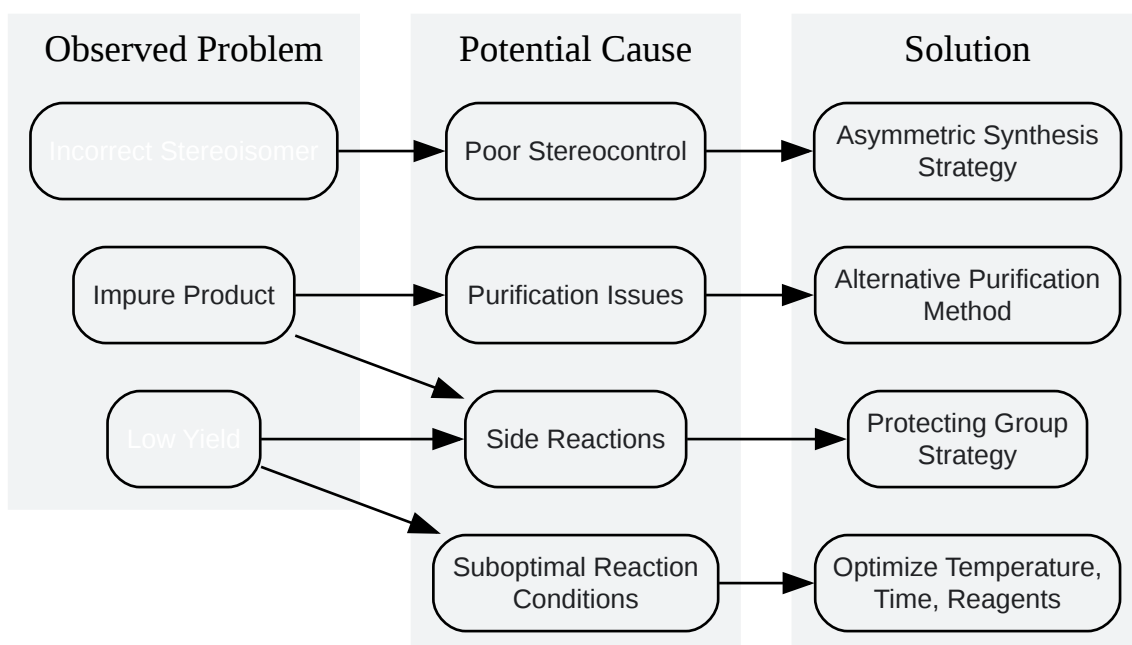 Observed Problem
Potential Cause
Solution
Incorrect Stereoisomer
Poor Stereocontrol
Asymmetric Synthesis
Strategy
Impure Product
Purification Issues
Alternative Purification
Method
Low Yield
Side Reactions
Protecting Group
Strategy
Suboptimal Reaction
Conditions
Optimize Temperature,
Time, Reagents